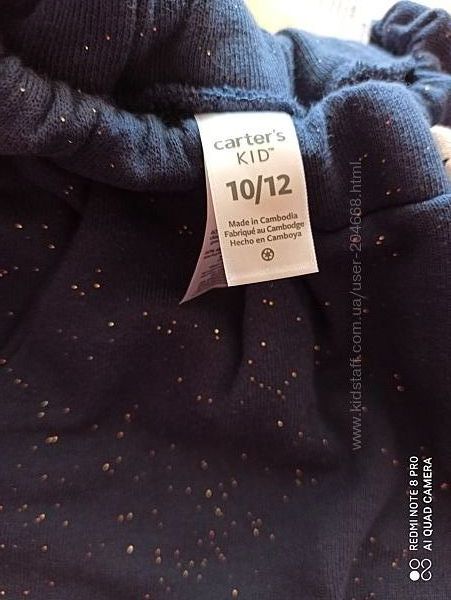 carter's
KID™
10/12
Made in Cambodia
Fabriqué au Cambodge
Hecho en Camboya
www.kidstaff.com.ua/user-204668.html
REDMI NOTE 8 PRO
AI QUAD CAMERA